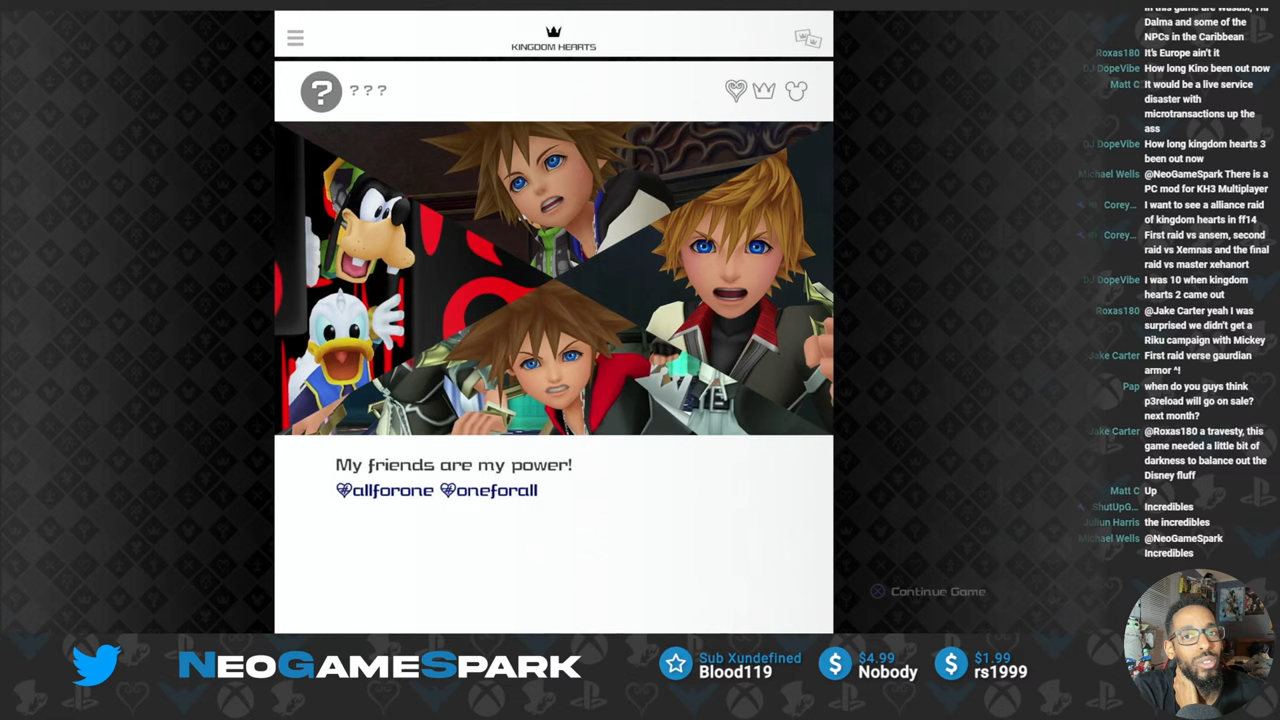 KINGDOM HEARTS
? ? ? ?
My friends are my power!
allforone oneforall
Continue Game
Dalma and some of the
NPCs in the Caribbean
Roxas180 It's Europe ain't it
DJ DopeVibe How long Kino been out now
Matt C It would be a live service
disaster with
microtransactions up the
ass
DJ DopeVibe How long kingdom hearts 3
been out now
Michael Wells @NeoGameSpark There is a
PC mod for KH3 Multiplayer
Corey... I want to see a alliance raid
of kingdom hearts in ff14
Corey... First raid vs ansem, second
raid vs Xemnas and the final
raid vs master xehanort
DJ DopeVibe I was 10 when kingdom
hearts 2 came out
Roxas180 @Jake Carter yeah I was
surprised we didn't get a
Riku campaign with Mickey
Jake Carter First raid verse gaurdian
armor ^!
Pap when do you guys think
p3reload will go on sale?
next month?
Jake Carter @Roxas180 a travesty, this
game needed a little bit of
darkness to balance out the
Disney fluff
Matt C Up
ShutUpG... Incredibles
Juliun Harris the incredibles
Michael Wells @NeoGameSpark
Incredibles
NEOGAMESPARK
Sub Xundefined
Blood119
$ $4.99
Nobody
$ $1.99
rs1999